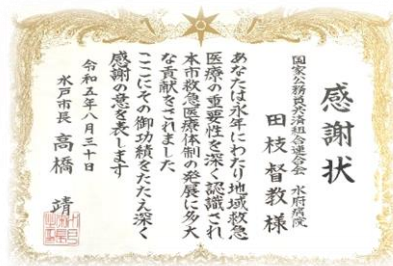 感謝状
国家公務員共済組合連合会 水府病院
田枝督教様
あなたは永年にわたり地域救急
医療の重要性を深く認識され
本市救急医療体制の発展に多大
な貢献をされました
ここにその御功績をたたえ深く
感謝の意を表します
令和五年八月三十日
水戸市長 高橋 靖